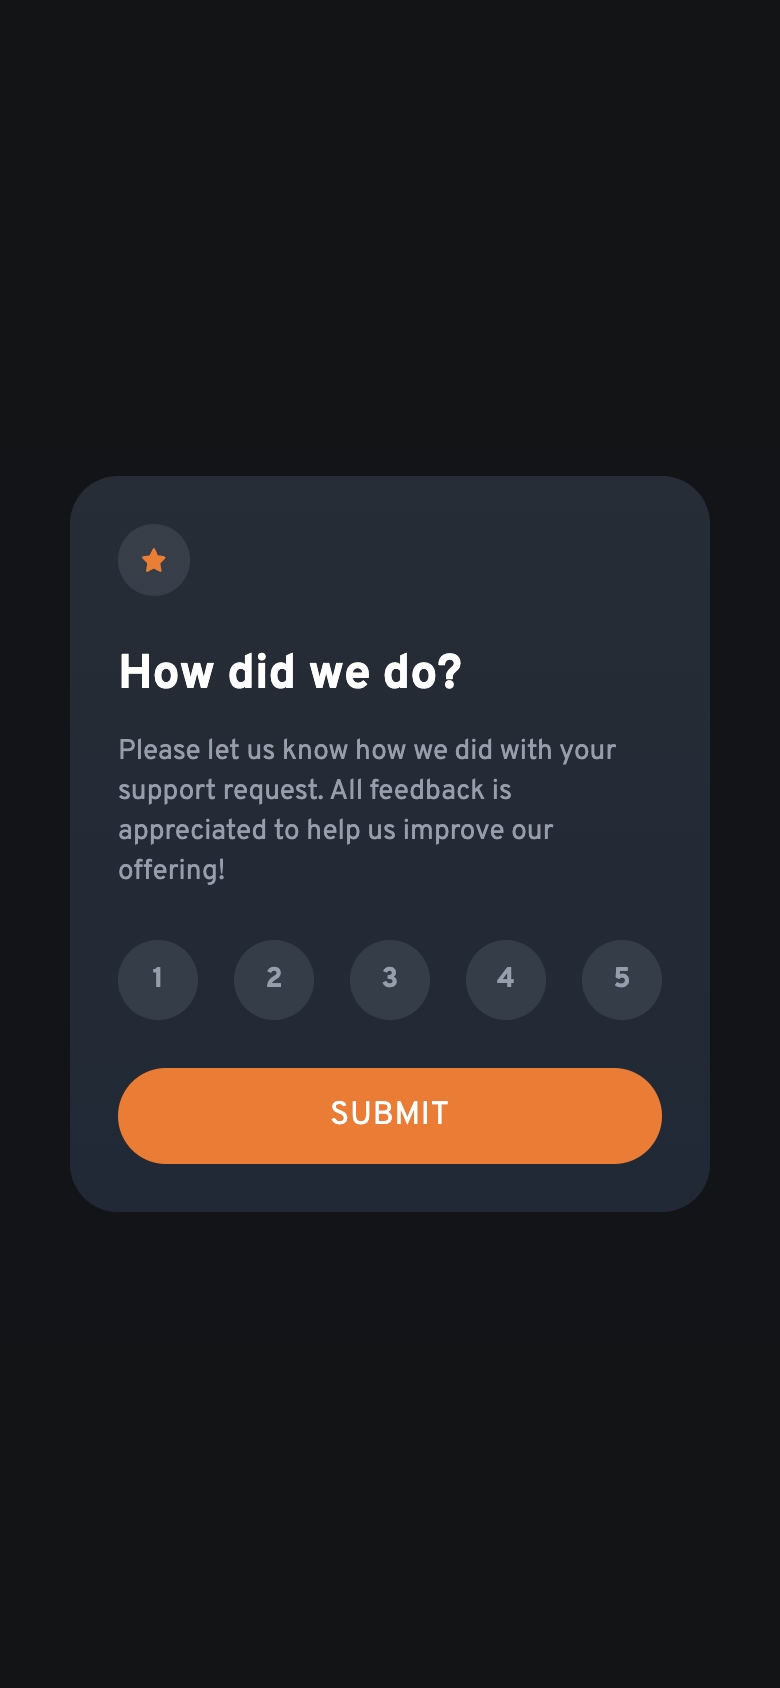 How did we do?
Please let us know how we did with your
support request. All feedback is
appreciated to help us improve our
offering!
1 2 3 4 5
SUBMIT